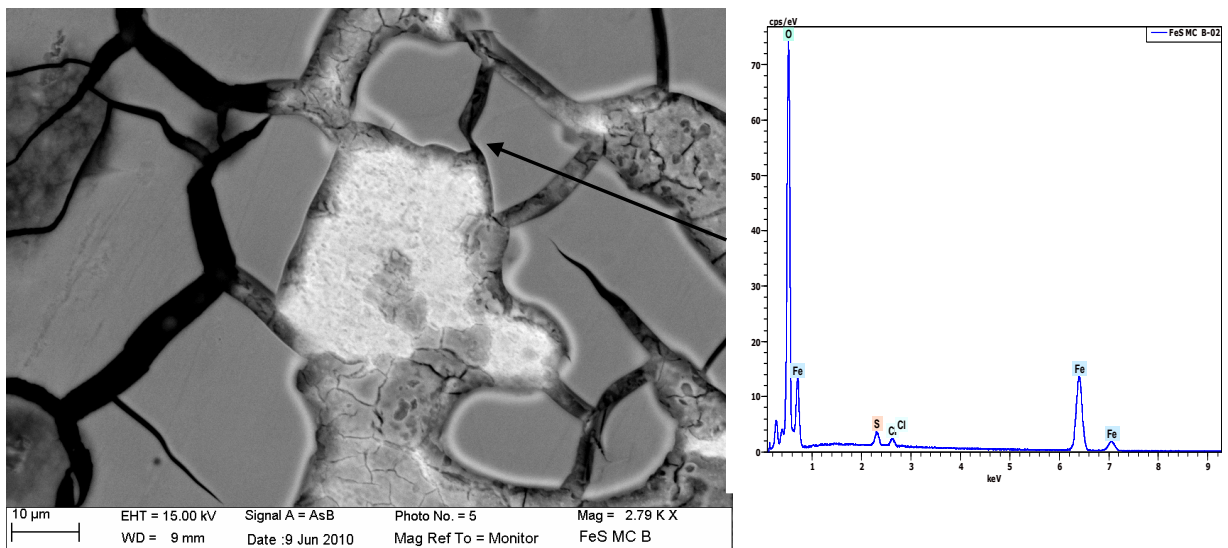 10 µm
EHT = 15.00 kV Signal A = AsB Photo No. = 5 Mag = 2.79 K X
WD = 9 mm Date :9 Jun 2010 Mag Ref To = Monitor FeS MC B
cps/eV
FeS MC B-02
O
70
60
50
40
30
20
10
0
Fe
S
Cl
Cl
Fe
Fe
1 2 3 4 5 6 7 8 9
keV